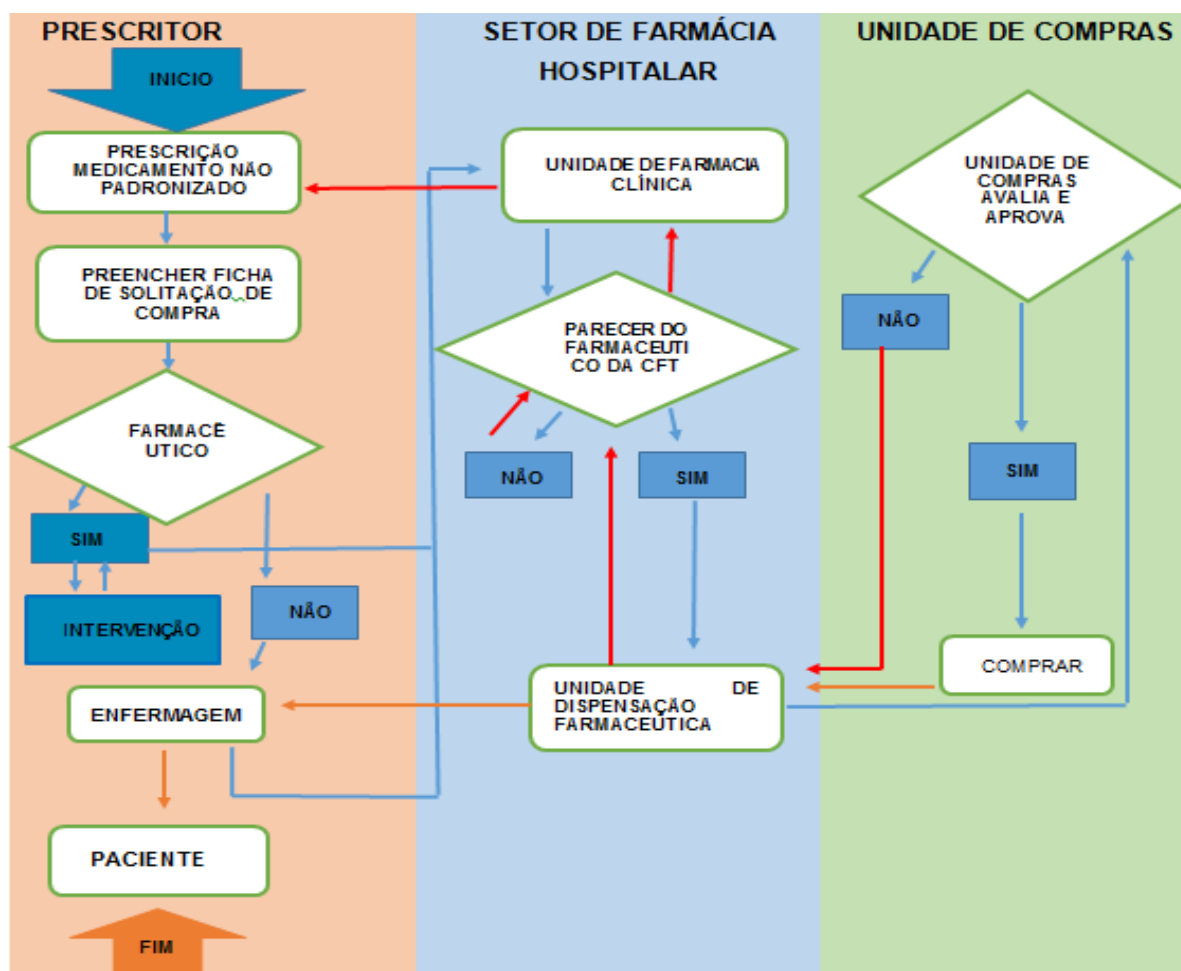 PRESCRITOR
INICIO
PRESCRIÇÃO
MEDICAMENTO NÃO
PADRONIZADO
PREENCHER FICHA
DE SOLITAÇÃO DE
COMPRA
FARMACÊ
UTICO
SIM
INTERVENÇÃO
NÃO
ENFERMAGEM
PACIENTE
FIM
SETOR DE FARMÁCIA
HOSPITALAR
UNIDADE DE FARMACIA
CLÍNICA
PARECER DO
FARMACEUTI
CO DA CFT
NÃO
SIM
UNIDADE DE
DISPENSAÇÃO
FARMACEUTICA
UNIDADE DE COMPRAS
UNIDADE DE
COMPRAS
AVALIA E
APROVA
NÃO
SIM
COMPRAR